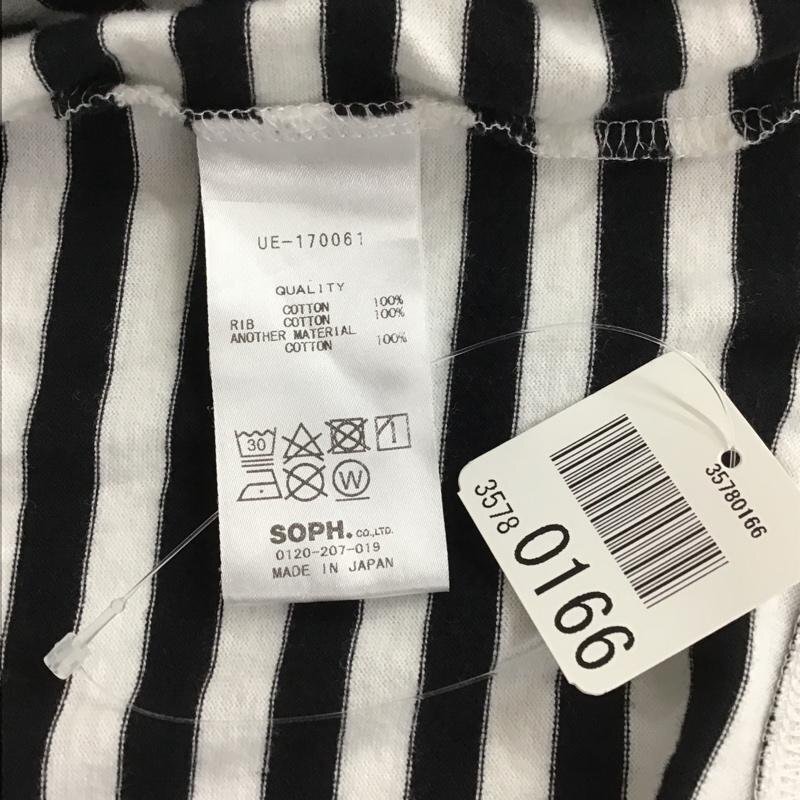 UE-170061
QUALITY
COTTON 100%
RIB COTTON 100%
ANOTHER MATERIAL
COTTON 100%
30
W
SOPH. CO.,LTD.
0120-207-019
MADE IN JAPAN
35780166
3578
0166